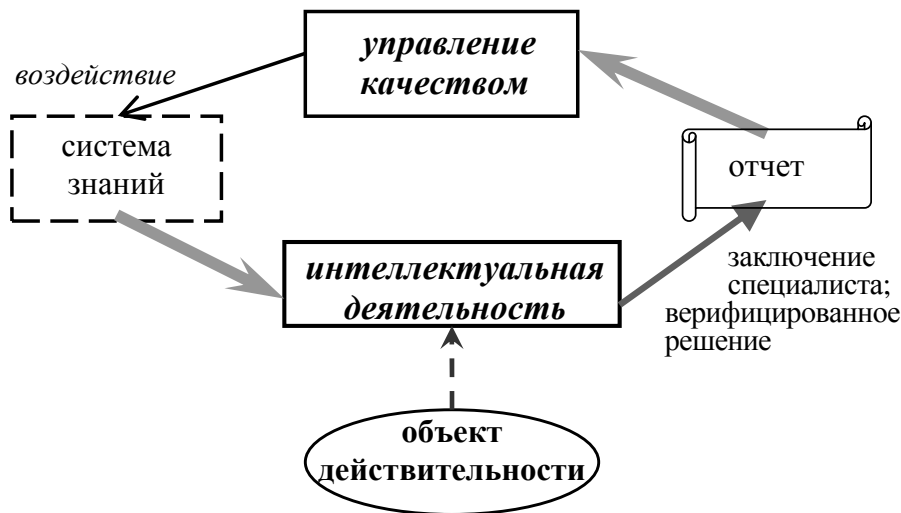 управление
качеством
воздействие
система
знаний
отчет
интеллектуальная
деятельность
заключение
специалиста;
верифицированное
решение
объект
действительности